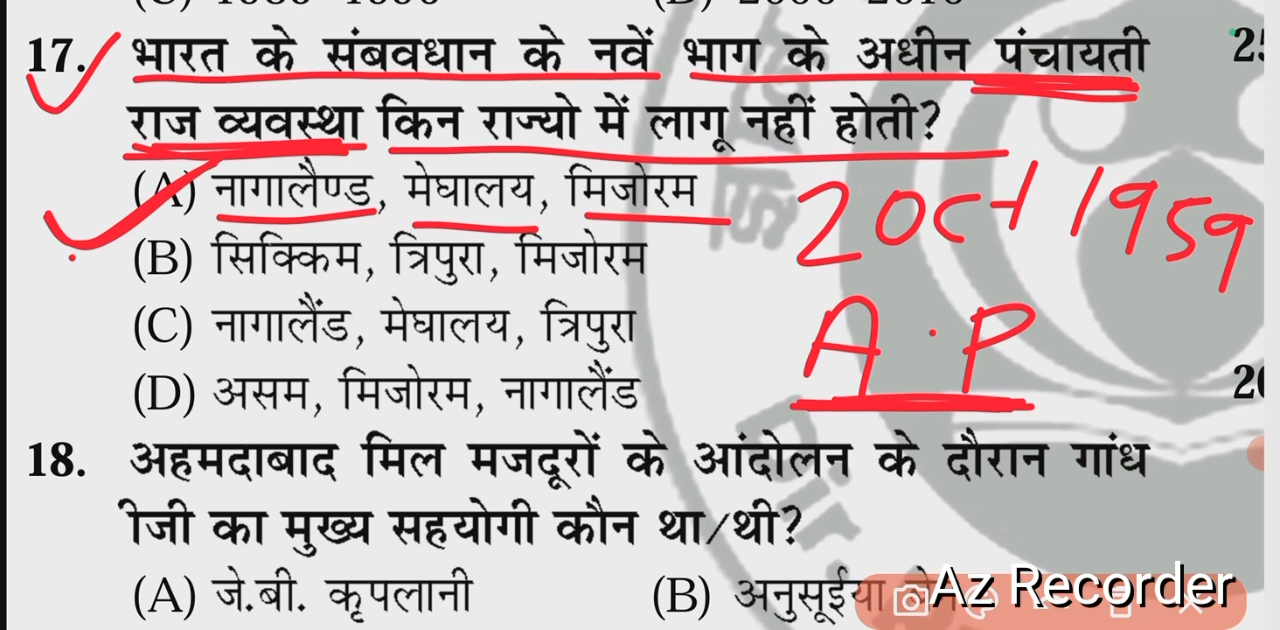 17. भारत के संबवधान के नवें भाग के अधीन पंचायती
राज व्यवस्था किन राज्यो में लागू नहीं होती?
(A) नागालैण्ड, मेघालय, मिजोरम
(B) सिक्किम, त्रिपुरा, मिजोरम
(C) नागालैंड, मेघालय, त्रिपुरा
(D) असम, मिजोरम, नागालैंड
2 Oct 1959
A.P
18. अहमदाबाद मिल मजदूरों के आंदोलन के दौरान गांध
ीजी का मुख्य सहयोगी कौन था/थी?
(A) जे.बी. कृपलानी
(B) अनुसूईया
Az Recorder